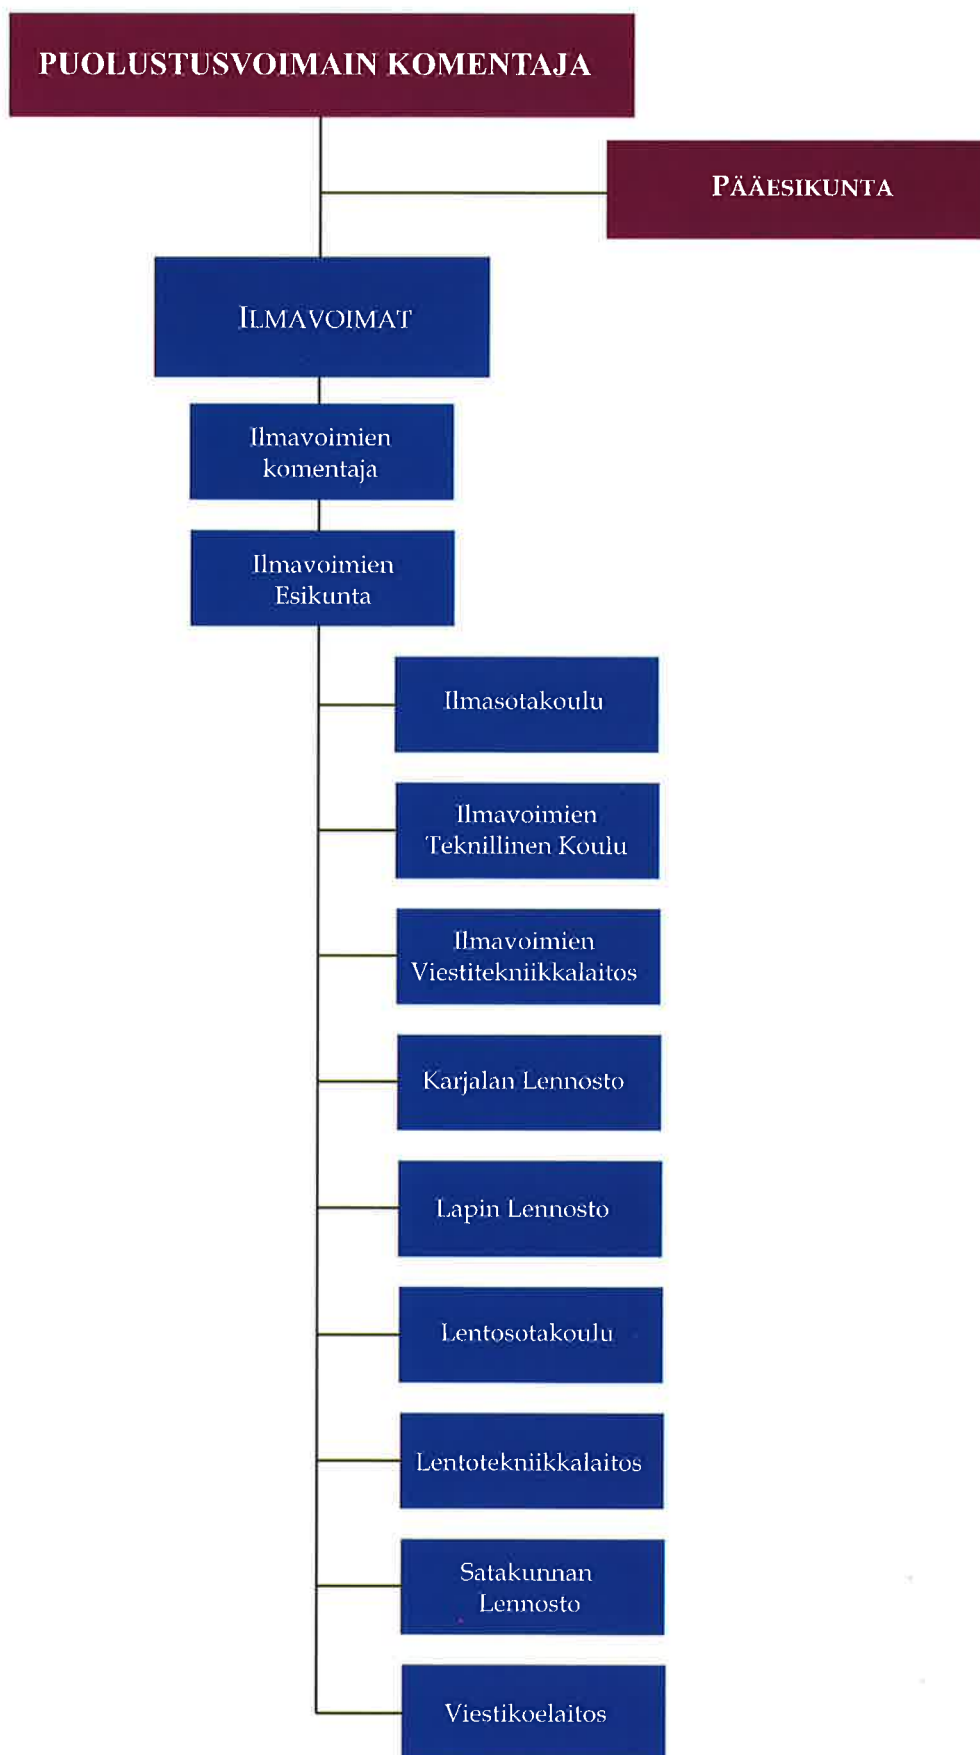 PUOLUSTUSVOIMAIN KOMENTAJA
PÄÄESIKUNTA
ILMAVOIMAT
Ilmavoimien
komentaja
Ilmavoimien
Esikunta
Ilmasotakoulu
Ilmavoimien
Teknillinen Koulu
Ilmavoimien
Viestitekniikkalaitos
Karjalan Lennosto
Lapin Lennosto
Lentosotakoulu
Lentotekniikkalaitos
Satakunnan
Lennosto
Viestikoelaitos